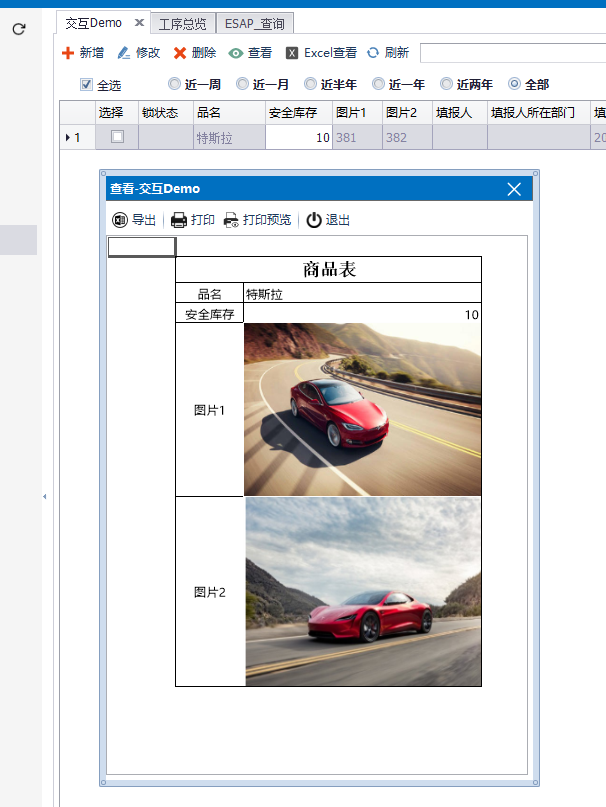 交互Demo 工序总览 ESAP_查询
新增 修改 删除 查看 Excel查看 刷新
全选 近一周 近一月 近半年 近一年 近两年 全部
选择 锁状态 品名 安全库存 图片1 图片2 填报人 填报人所在部门 填
1 特斯拉 10 381 382 20
查看-交互Demo
导出 打印 打印预览 退出
商品表
品名 特斯拉
安全库存 10
图片1
图片2